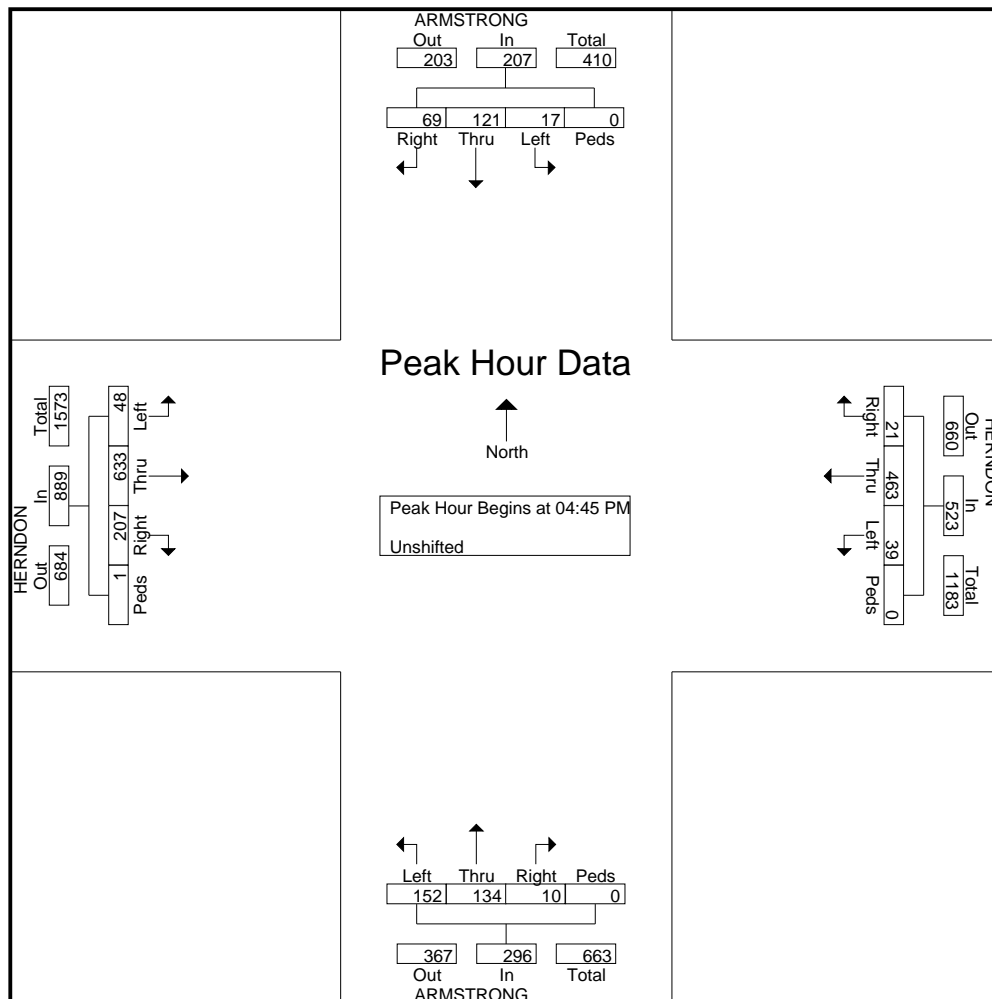 ARMSTRONG
Out In Total
203 207 410
69 121 17 0
Right Thru Left Peds
Peak Hour Data
North
Peak Hour Begins at 04:45 PM
Unshifted
HERNDON
Out In Total
684 889 1573
1 207 633 48
Peds Right Thru Left
HERNDON
Out In Total
660 523 1183
21 463 39 0
Right Thru Left Peds
Left Thru Right Peds
152 134 10 0
367 296 663
Out In Total
ARMSTRONG